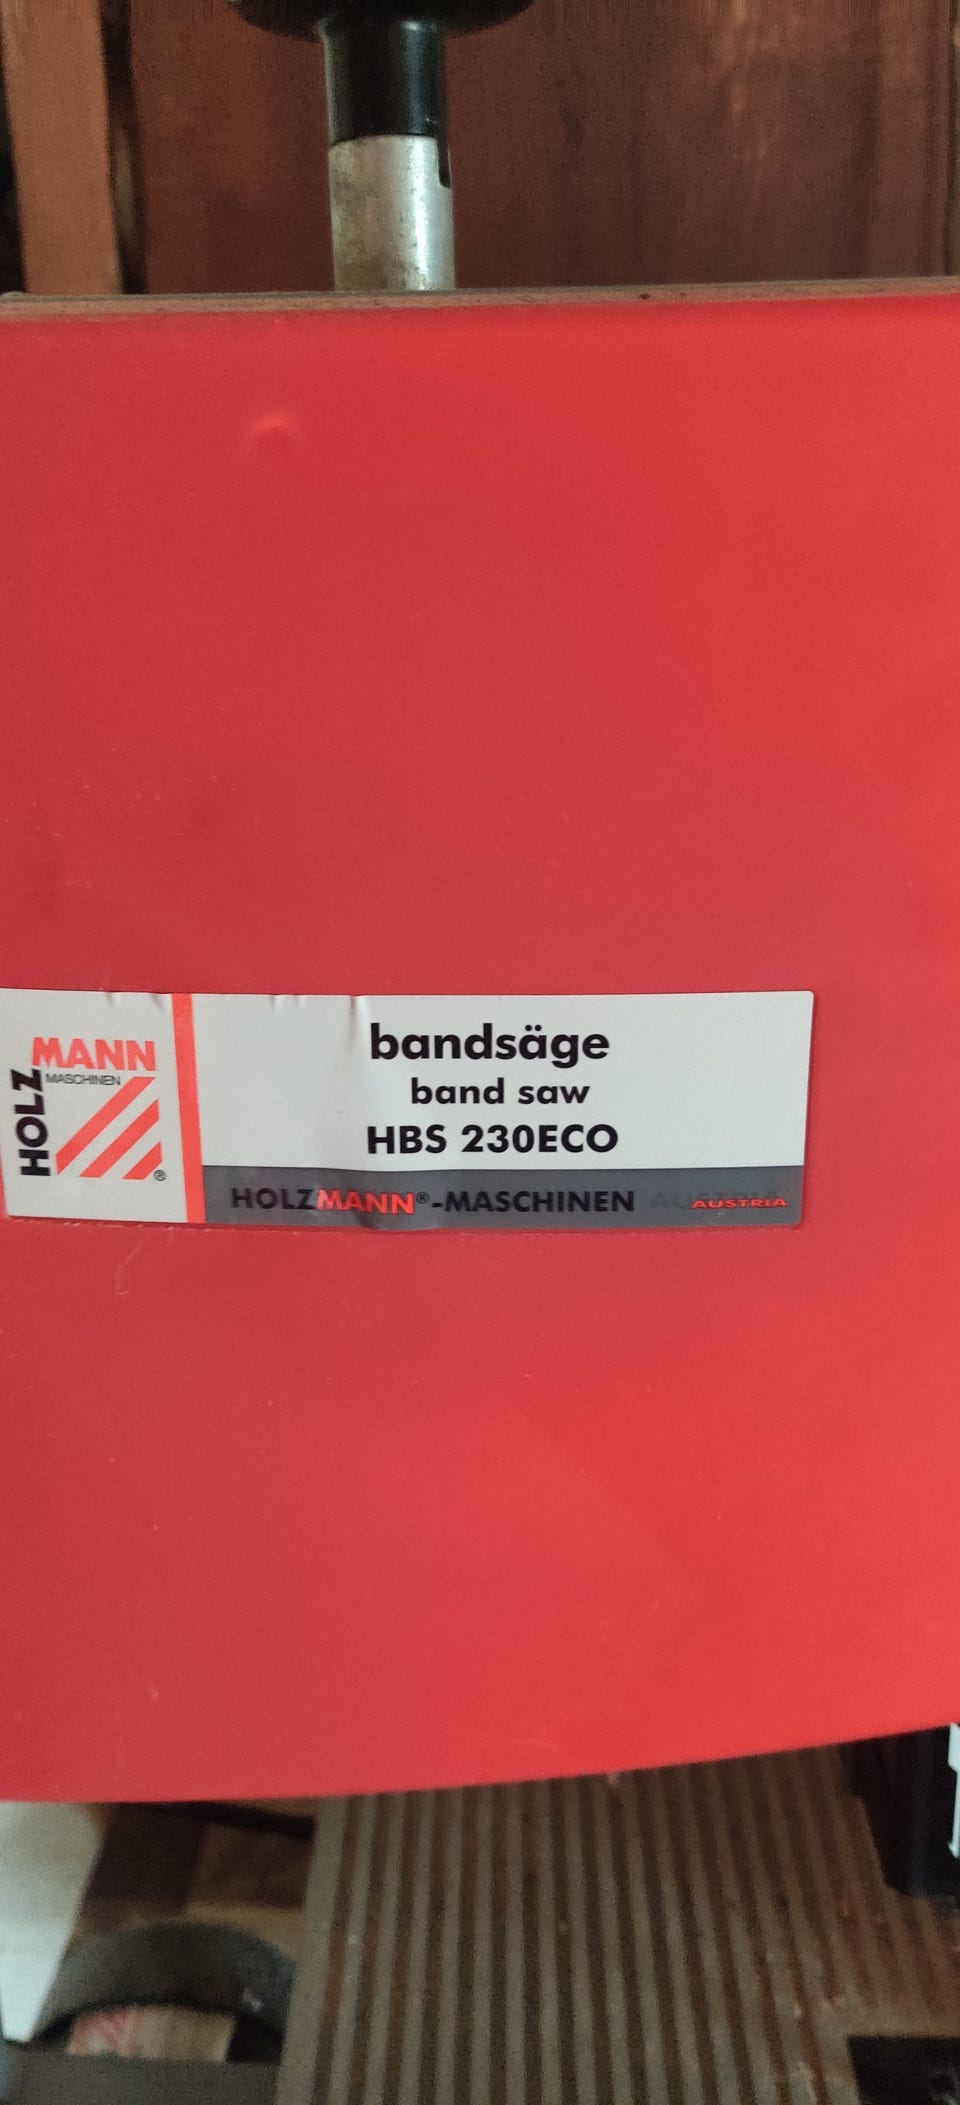 HOLZ
MANN
MASCHINEN
®
bandsäge
band saw
HBS 230ECO
HOLZMANN®-MASCHINEN AUSTRIA